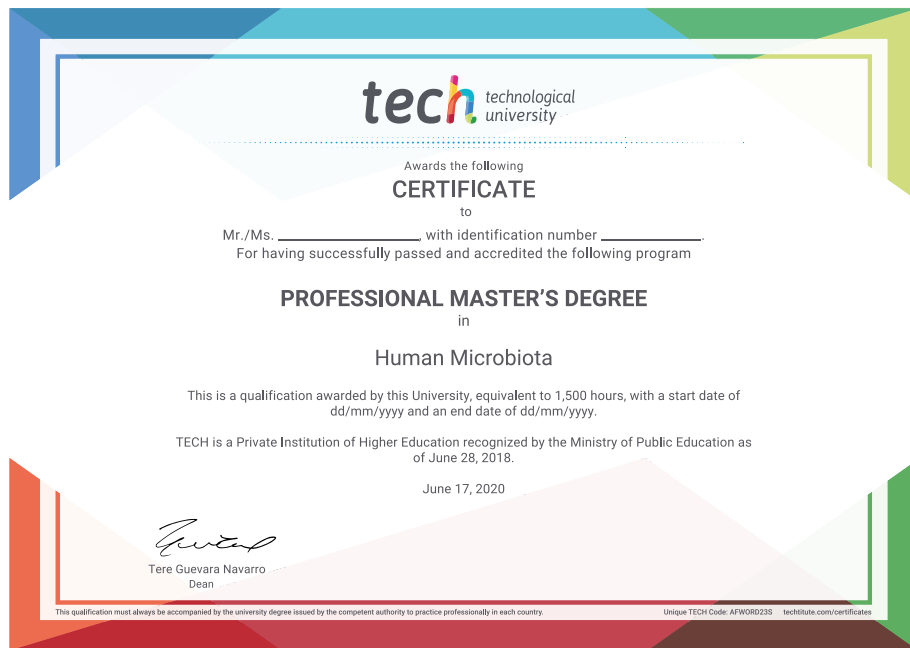 tech technological
university
Awards the following
CERTIFICATE
to
Mr./Ms. ____________________, with identification number ______________.
For having successfully passed and accredited the following program
PROFESSIONAL MASTER'S DEGREE
in
Human Microbiota
This is a qualification awarded by this University, equivalent to 1,500 hours, with a start date of
dd/mm/yyyy and an end date of dd/mm/yyyy.
TECH is a Private Institution of Higher Education recognized by the Ministry of Public Education as
of June 28, 2018.
June 17, 2020
Tere Guevara Navarro
Dean
This qualification must always be accompanied by the university degree issued by the competent authority to practice professionally in each country.
Unique TECH Code: AFWORD23S techtitute.com/certificates